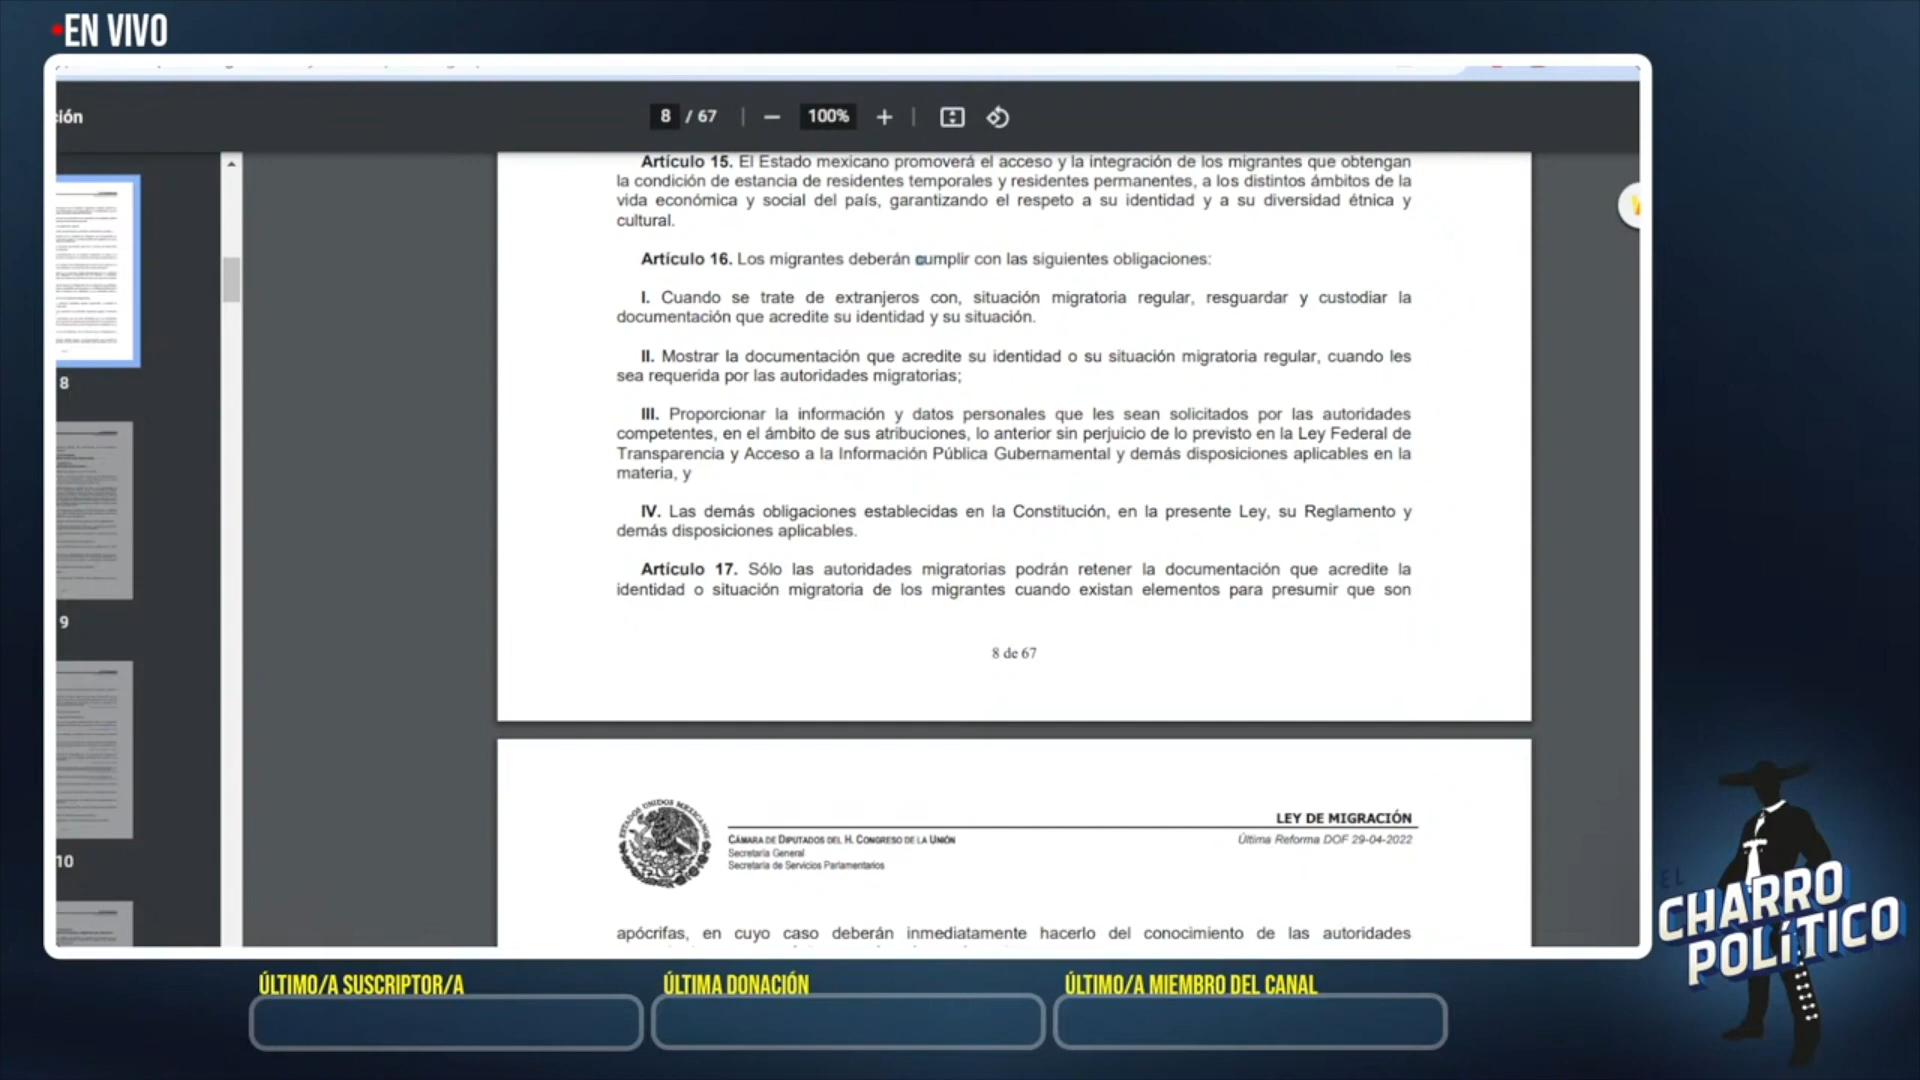 EN VIVO
ción
8 / 67
100%
Artículo 15. El Estado mexicano promoverá el acceso y la integración de los migrantes que obtengan
la condición de estancia de residentes temporales y residentes permanentes, a los distintos ámbitos de la
vida económica y social del país, garantizando el respeto a su identidad y a su diversidad étnica y
cultural.
Artículo 16. Los migrantes deberán cumplir con las siguientes obligaciones:
I. Cuando se trate de extranjeros con, situación migratoria regular, resguardar y custodiar la
documentación que acredite su identidad y su situación.
II. Mostrar la documentación que acredite su identidad o su situación migratoria regular, cuando les
sea requerida por las autoridades migratorias;
III. Proporcionar la información y datos personales que les sean solicitados por las autoridades
competentes, en el ámbito de sus atribuciones, lo anterior sin perjuicio de lo previsto en la Ley Federal de
Transparencia y Acceso a la Información Pública Gubernamental y demás disposiciones aplicables en la
materia, y
IV. Las demás obligaciones establecidas en la Constitución, en la presente Ley, su Reglamento y
demás disposiciones aplicables.
Artículo 17. Sólo las autoridades migratorias podrán retener la documentación que acredite la
identidad o situación migratoria de los migrantes cuando existan elementos para presumir que son
8 de 67
8
9
10
ESTADOS UNIDOS MEXICANOS
LEY DE MIGRACIÓN
CÁMARA DE DIPUTADOS DEL H. CONGRESO DE LA UNIÓN
Última Reforma DOF 29-04-2022
Secretaría General
Secretaría de Servicios Parlamentarios
apócrifas, en cuyo caso deberán inmediatamente hacerlo del conocimiento de las autoridades
EL
CHARRO
POLÍTICO
ÚLTIMO/A SUSCRIPTOR/A
ÚLTIMA DONACIÓN
ÚLTIMO/A MIEMBRO DEL CANAL